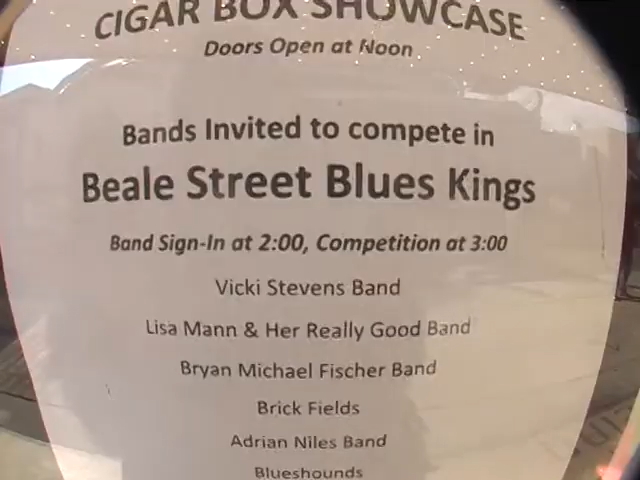 CIGAR BOX SHOWCASE
Doors Open at Noon
Bands Invited to compete in
Beale Street Blues Kings
Band Sign-In at 2:00, Competition at 3:00
Vicki Stevens Band
Lisa Mann & Her Really Good Band
Bryan Michael Fischer Band
Brick Fields
Adrian Niles Band
Blueshounds